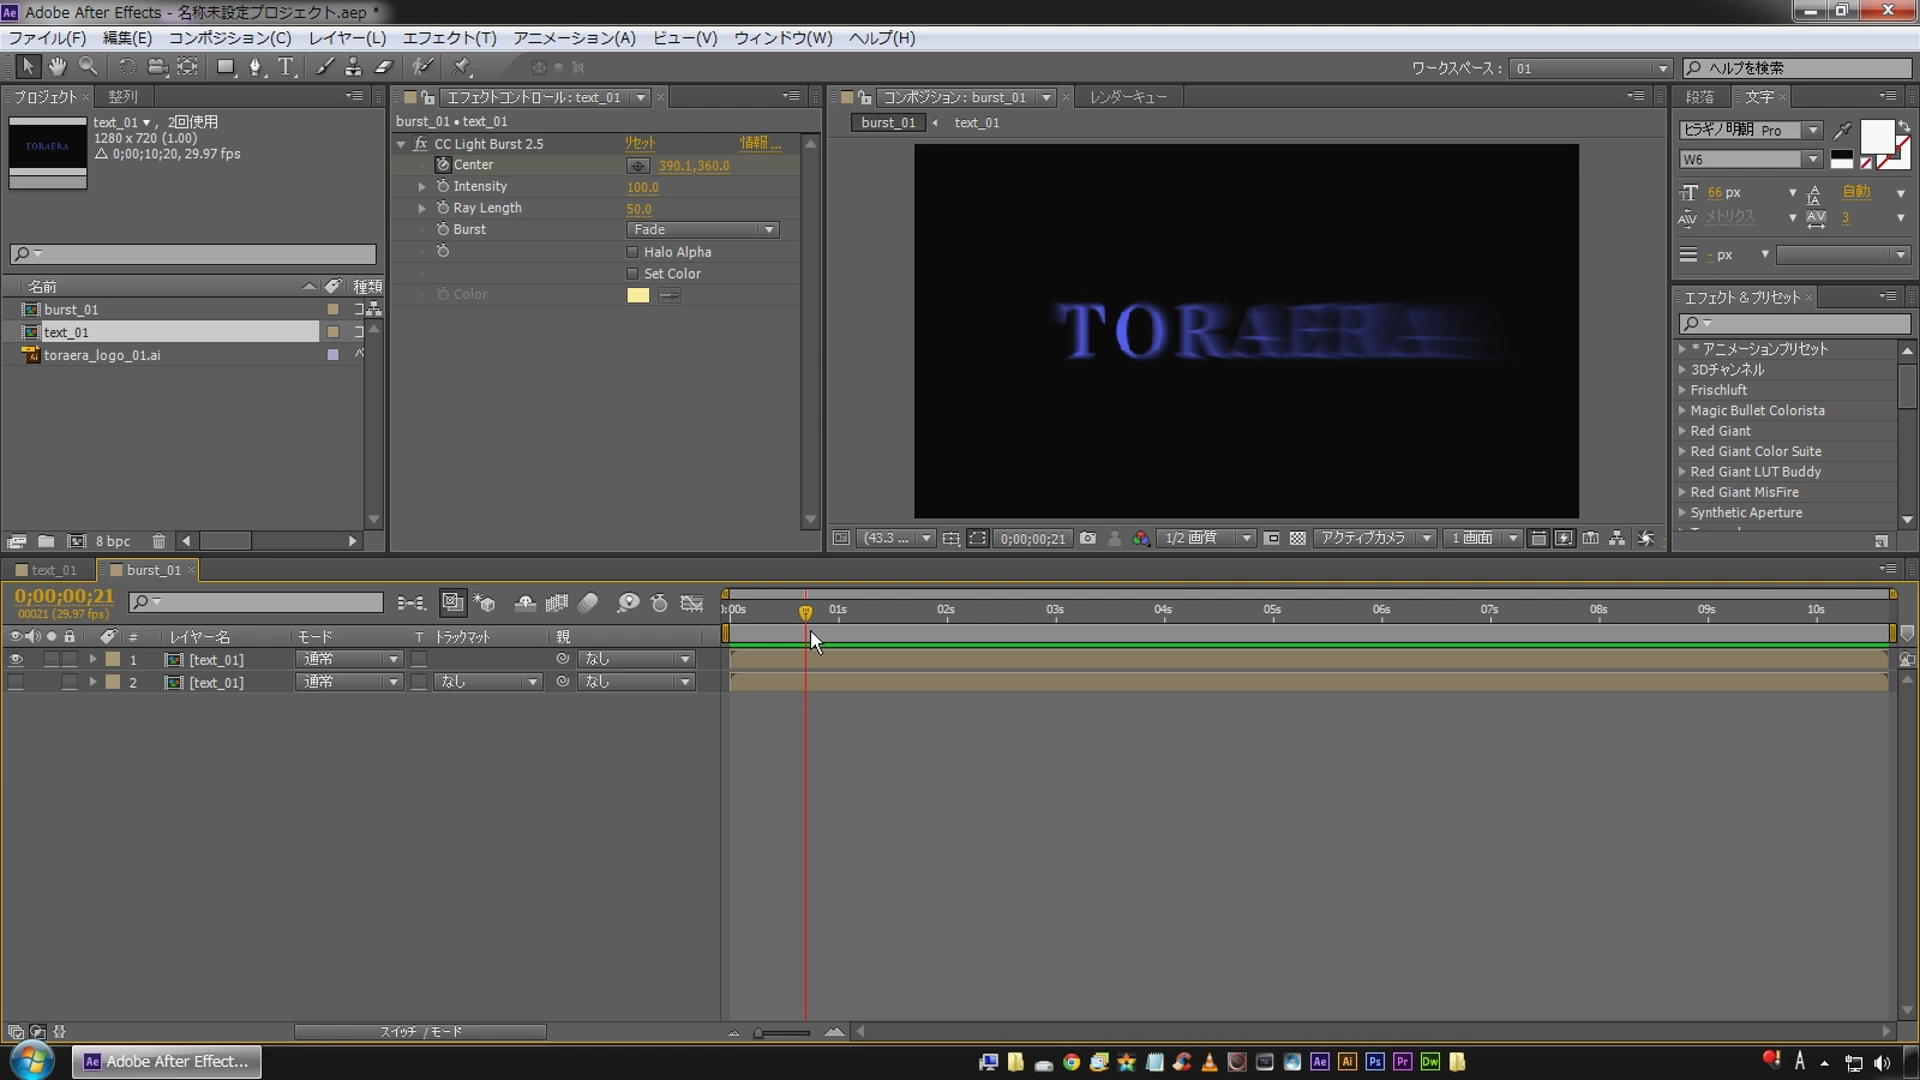 Adobe After Effects - 名称未設定プロジェクト.aep *
ファイル(F) 編集(E) コンポジション(C) レイヤー(L) エフェクト(T) アニメーション(A) ビュー(V) ウィンドウ(W) ヘルプ(H)
ワークスペース: 01 ヘルプを検索
プロジェクト 整列
text_01 , 2回使用
1280 x 720 (1.00)
Δ 0;00;10;20, 29.97 fps
TORAERA
名前 種類
burst_01
text_01
toraera_logo_01.ai
8 bpc
エフェクトコントロール: text_01
burst_01 • text_01
fx CC Light Burst 2.5 リセット 情報 ...
Center 390.1,360.0
Intensity 100.0
Ray Length 50.0
Burst Fade
Halo Alpha
Set Color
Color
コンポジション: burst_01 レンダーキュー
burst_01 text_01
TORAERA
(43.3 ... 0;00;00;21 1/2 画質 アクティブカメラ 1 画面
段落 文字
ヒラギノ明朝 Pro
W6
66 px 自動
メトリクス 3
- px
エフェクト＆プリセット
* アニメーションプリセット
3Dチャンネル
Frischluft
Magic Bullet Colorista
Red Giant
Red Giant Color Suite
Red Giant LUT Buddy
Red Giant MisFire
Synthetic Aperture
text_01 burst_01
0;00;00;21
00021 (29.97 fps)
# レイヤー名 モード T トラックマット 親
1 [text_01] 通常 なし
2 [text_01] 通常 なし なし
:00s 01s 02s 03s 04s 05s 06s 07s 08s 09s 10s
スイッチ / モード
Ae Adobe After Effect...
Ae Ai Ps Pr Dw
A